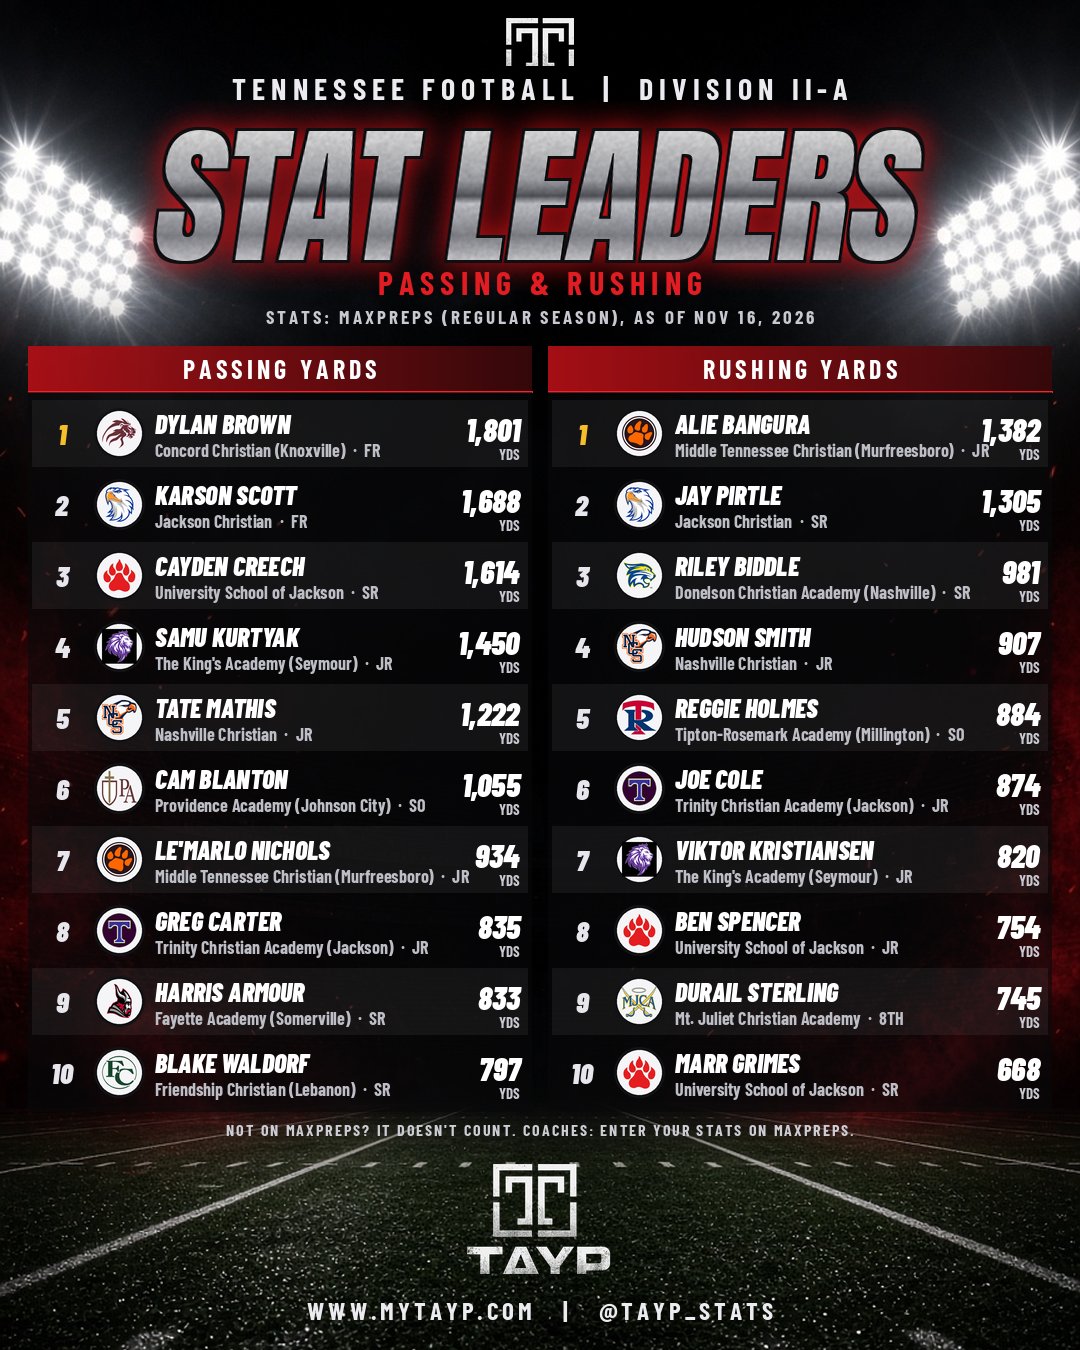 TENNESSEE FOOTBALL | DIVISION II-A
STAT LEADERS
PASSING & RUSHING
STATS: MAXPREPS (REGULAR SEASON), AS OF NOV 16, 2026
PASSING YARDS
1 DYLAN BROWN 1,801
Concord Christian (Knoxville) · FR YDS
2 KARSON SCOTT 1,688
Jackson Christian · FR YDS
3 CAYDEN CREECH 1,614
University School of Jackson · SR YDS
4 SAMU KURTYAK 1,450
The King's Academy (Seymour) · JR YDS
5 TATE MATHIS 1,222
Nashville Christian · JR YDS
6 CAM BLANTON 1,055
Providence Academy (Johnson City) · SO YDS
7 LE'MARLO NICHOLS 934
Middle Tennessee Christian (Murfreesboro) · JR YDS
8 GREG CARTER 835
Trinity Christian Academy (Jackson) · JR YDS
9 HARRIS ARMOUR 833
Fayette Academy (Somerville) · SR YDS
10 BLAKE WALDORF 797
Friendship Christian (Lebanon) · SR YDS
RUSHING YARDS
1 ALIE BANGURA 1,382
Middle Tennessee Christian (Murfreesboro) · JR YDS
2 JAY PIRTLE 1,305
Jackson Christian · SR YDS
3 RILEY BIDDLE 981
Donelson Christian Academy (Nashville) · SR YDS
4 HUDSON SMITH 907
Nashville Christian · JR YDS
5 REGGIE HOLMES 884
Tipton-Rosemark Academy (Millington) · SO YDS
6 JOE COLE 874
Trinity Christian Academy (Jackson) · JR YDS
7 VIKTOR KRISTIANSEN 820
The King's Academy (Seymour) · JR YDS
8 BEN SPENCER 754
University School of Jackson · JR YDS
9 DURAIL STERLING 745
Mt. Juliet Christian Academy · 8TH YDS
10 MARR GRIMES 668
University School of Jackson · SR YDS
NOT ON MAXPREPS? IT DOESN'T COUNT. COACHES: ENTER YOUR STATS ON MAXPREPS.
TAYP
WWW.MYTAYP.COM | @TAYP_STATS